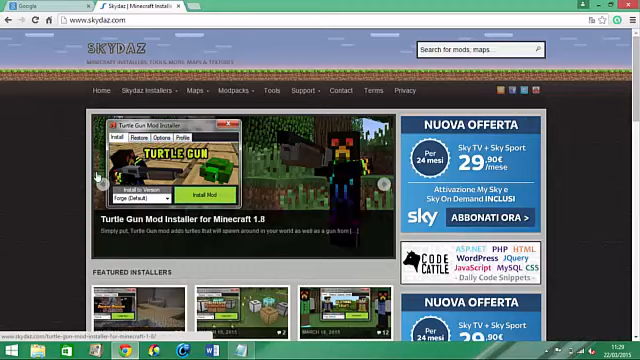 Google
Skydaz | Minecraft Installe
www.skydaz.com
SKYDAZ
MINECRAFT INSTALLERS, TOOLS, MODS, MAPS & TEXTURES
Search for mods, maps...
Home
Skydaz Installers
Maps
Modpacks
Tools
Support
Contact
Terms
Privacy
Turtle Gun Mod Installer
Install
Restore
Options
Profile
TURTLE GUN
Install to Version
Forge (Default)
Install Mod
Turtle Gun Mod Installer for Minecraft 1.8
Simply put, Turtle Gun mod adds turtles that will spawn around in your world as well as a gun from [...]
NUOVA OFFERTA
Per
24 mesi
Sky TV + Sky Sport
29,90€
/mese
Attivazione My Sky e
Sky On Demand INCLUSI
sky
ABBONATI ORA >
CODE
CATTLE
ASP.NET PHP HTML
WordPress JQuery
JavaScript MySQL CSS
- Daily Code Snippets -
FEATURED INSTALLERS
2
12
NUOVA OFFERTA
Per
24 mesi
Sky TV + Sky Sport
29,90€
www.skydaz.com/turtle-gun-mod-installer-for-minecraft-1-8/
11:29
22/03/2015